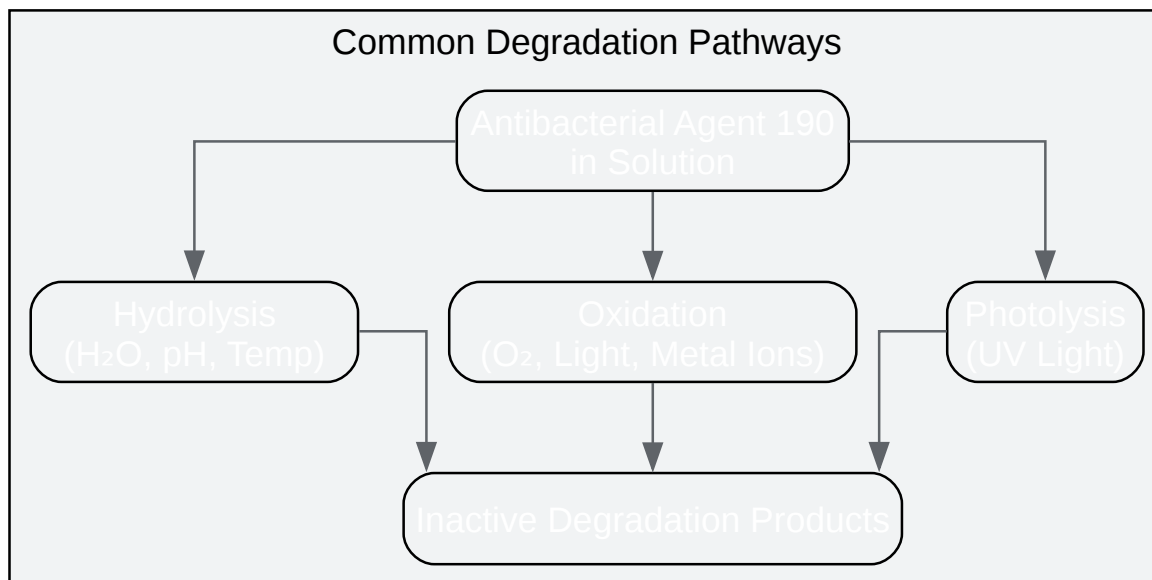 Common Degradation Pathways
Antibacterial Agent 190
in Solution
Hydrolysis
(H₂O, pH, Temp)
Oxidation
(O₂, Light, Metal Ions)
Photolysis
(UV Light)
Inactive Degradation Products